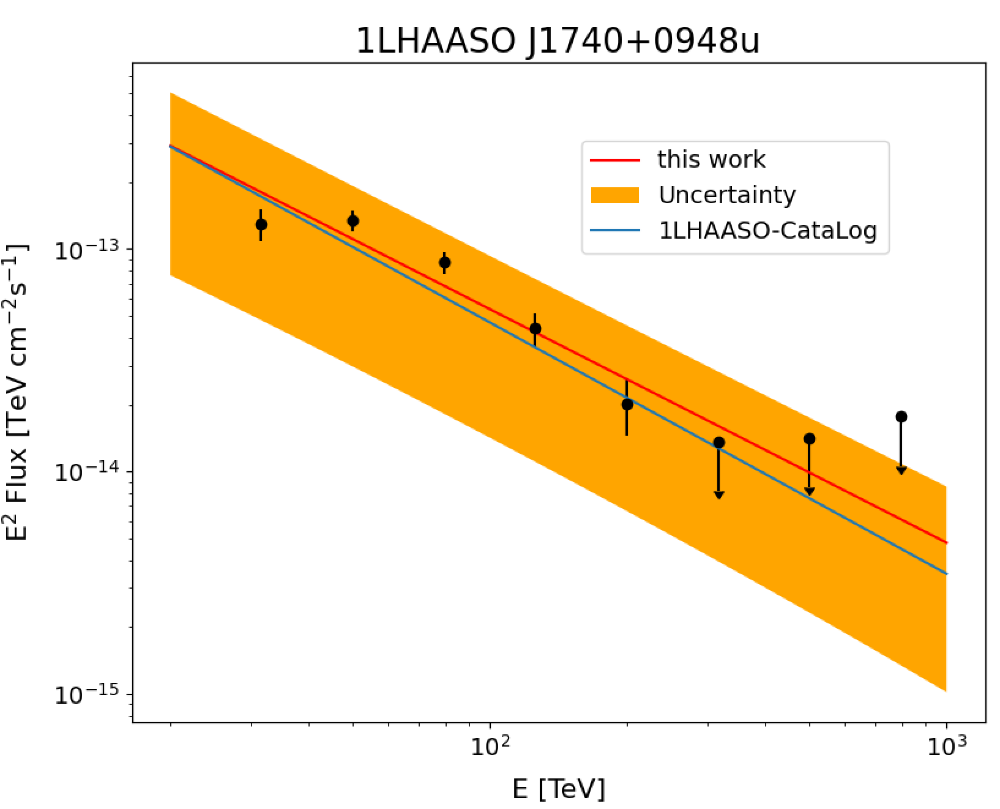 1LHAASO J1740+0948u
this work
Uncertainty
1LHAASO-CataLog
E² Flux [TeV cm⁻²s⁻¹]
10⁻¹³
10⁻¹⁴
10⁻¹⁵
10² 10³
E [TeV]